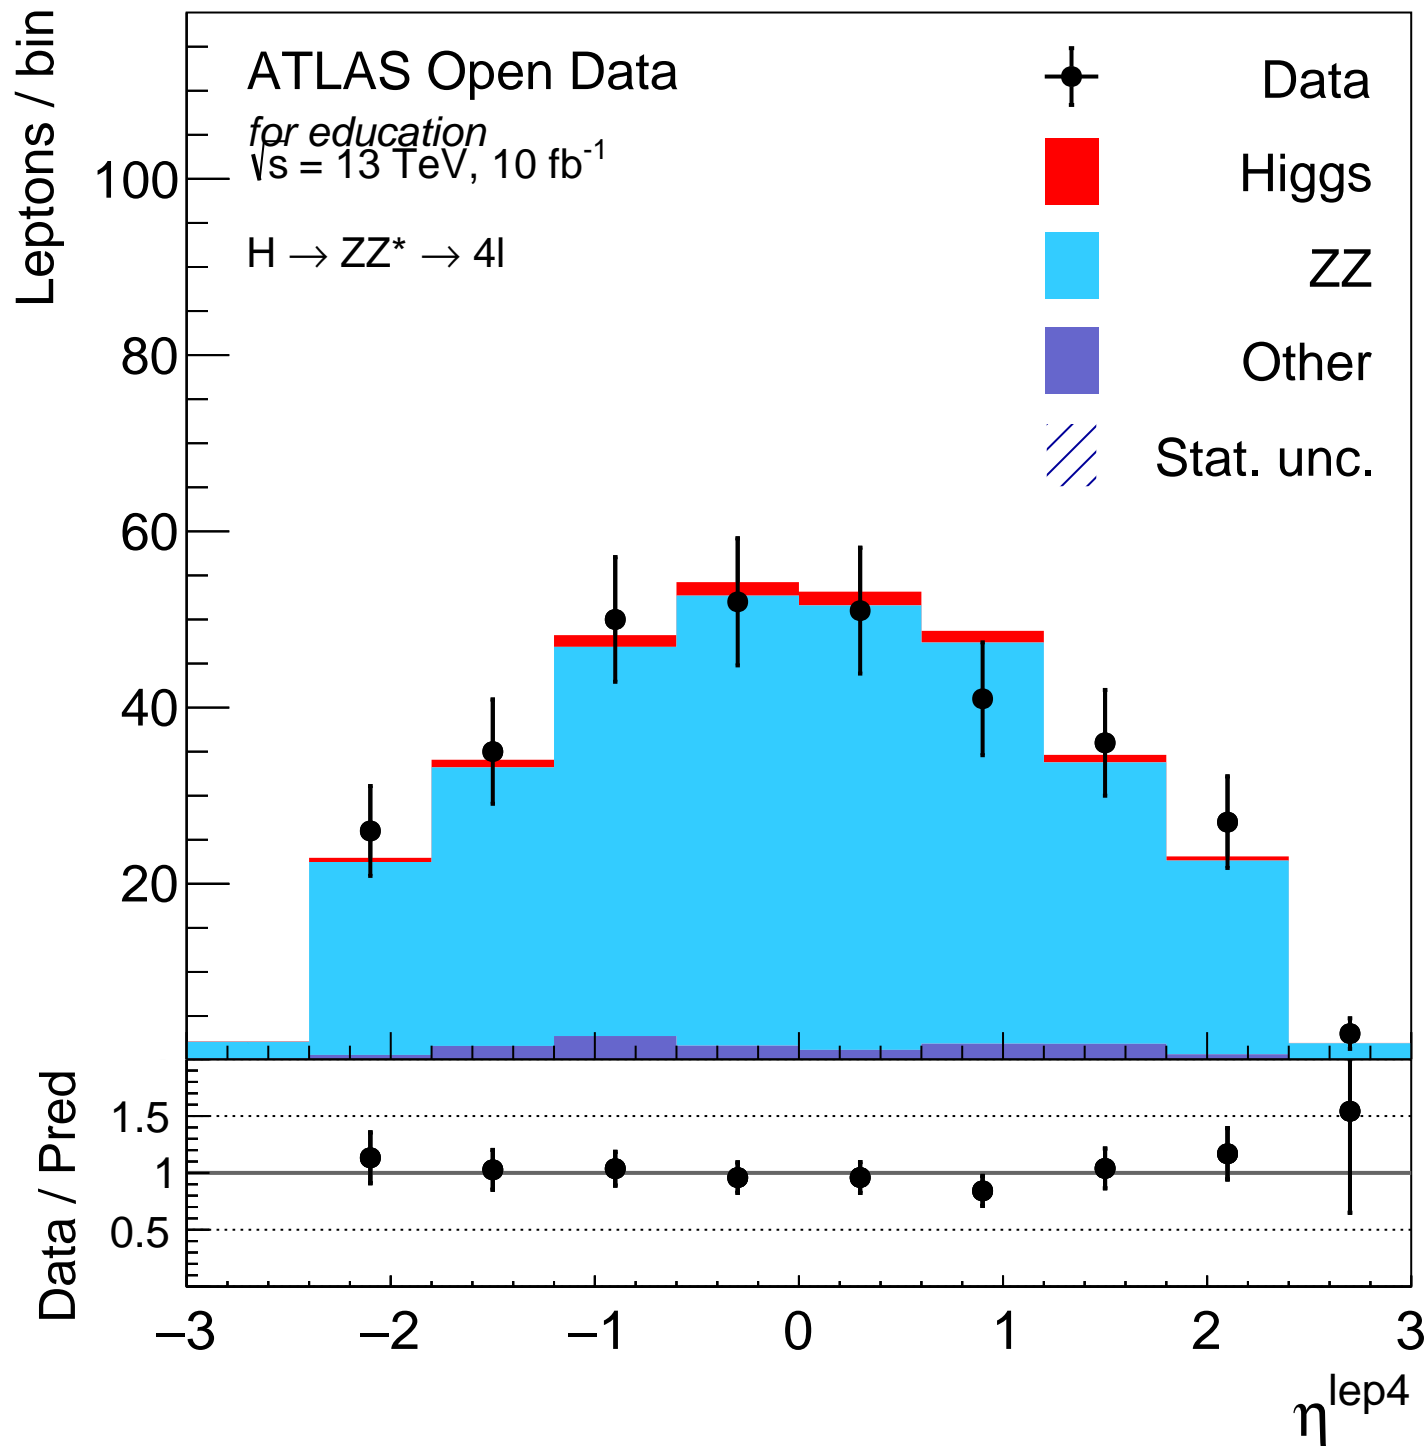 Leptons / bin
ATLAS Open Data
for education
√s = 13 TeV, 10 fb⁻¹
H → ZZ* → 4l
Data
Higgs
ZZ
Other
Stat. unc.
100
80
60
40
20
Data / Pred
1.5
1
0.5
−3 −2 −1 0 1 2 3
η^lep4